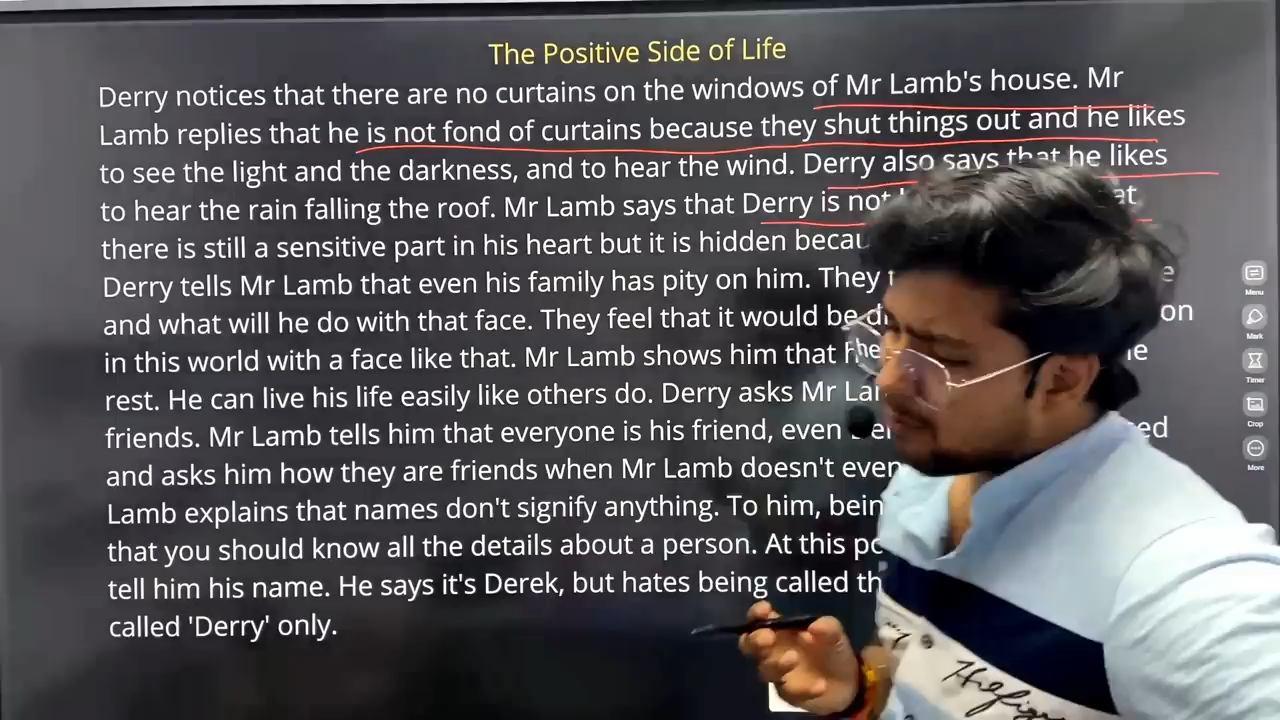 The Positive Side of Life
Derry notices that there are no curtains on the windows of Mr Lamb's house. Mr
Lamb replies that he is not fond of curtains because they shut things out and he likes
to see the light and the darkness, and to hear the wind. Derry also says that he likes
to hear the rain falling the roof. Mr Lamb says that Derry is not
there is still a sensitive part in his heart but it is hidden
Derry tells Mr Lamb that even his family has pity on him. They
and what will he do with that face. They feel that it would be on
in this world with a face like that. Mr Lamb shows him that
rest. He can live his life easily like others do. Derry asks Mr
friends. Mr Lamb tells him that everyone is his friend, even
and asks him how they are friends when Mr Lamb doesn't even
Lamb explains that names don't signify anything. To him,
that you should know all the details about a person. At this
tell him his name. He says it's Derek, but hates being called
called 'Derry' only.
Menu
Mark
Timer
Crop
More